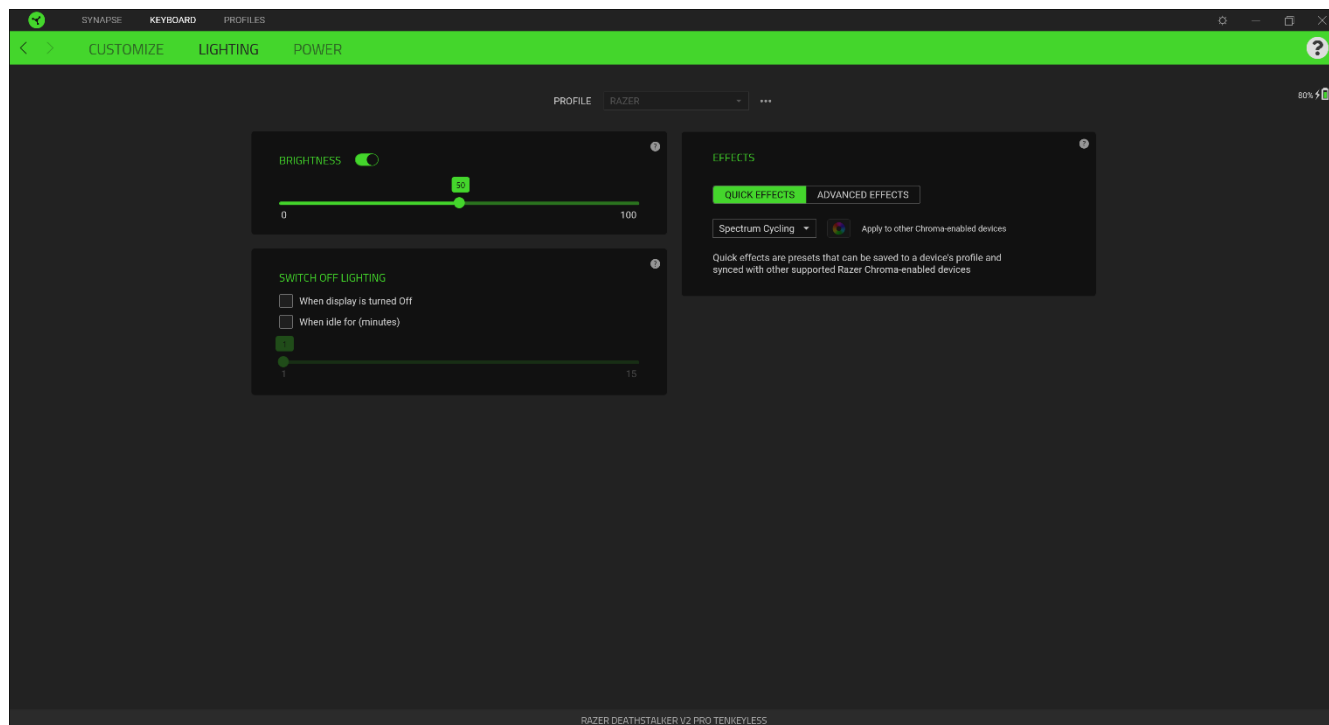 SYNAPSE KEYBOARD PROFILES
CUSTOMIZE LIGHTING POWER ?
PROFILE RAZER
80%
BRIGHTNESS
50
0 100
SWITCH OFF LIGHTING
When display is turned Off
When idle for (minutes)
1
1 15
EFFECTS
QUICK EFFECTS ADVANCED EFFECTS
Spectrum Cycling Apply to other Chroma-enabled devices
Quick effects are presets that can be saved to a device's profile and
synced with other supported Razer Chroma-enabled devices
RAZER DEATHSTALKER V2 PRO TENKEYLESS